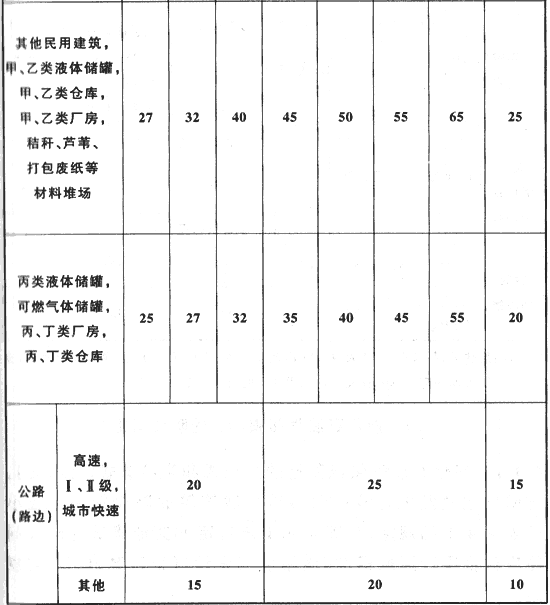 其他民用建筑,
甲、乙类液体储罐,
甲、乙类仓库,
甲、乙类厂房,
秸秆、芦苇、
打包废纸等
材料堆场
27 32 40 45 50 55 65 25
丙类液体储罐,
可燃气体储罐,
丙、丁类厂房,
丙、丁类仓库
25 27 32 35 40 45 55 20
公路
(路边)
高速,
Ⅰ、Ⅱ级,
城市快速
20 25 15
其他 15 20 10